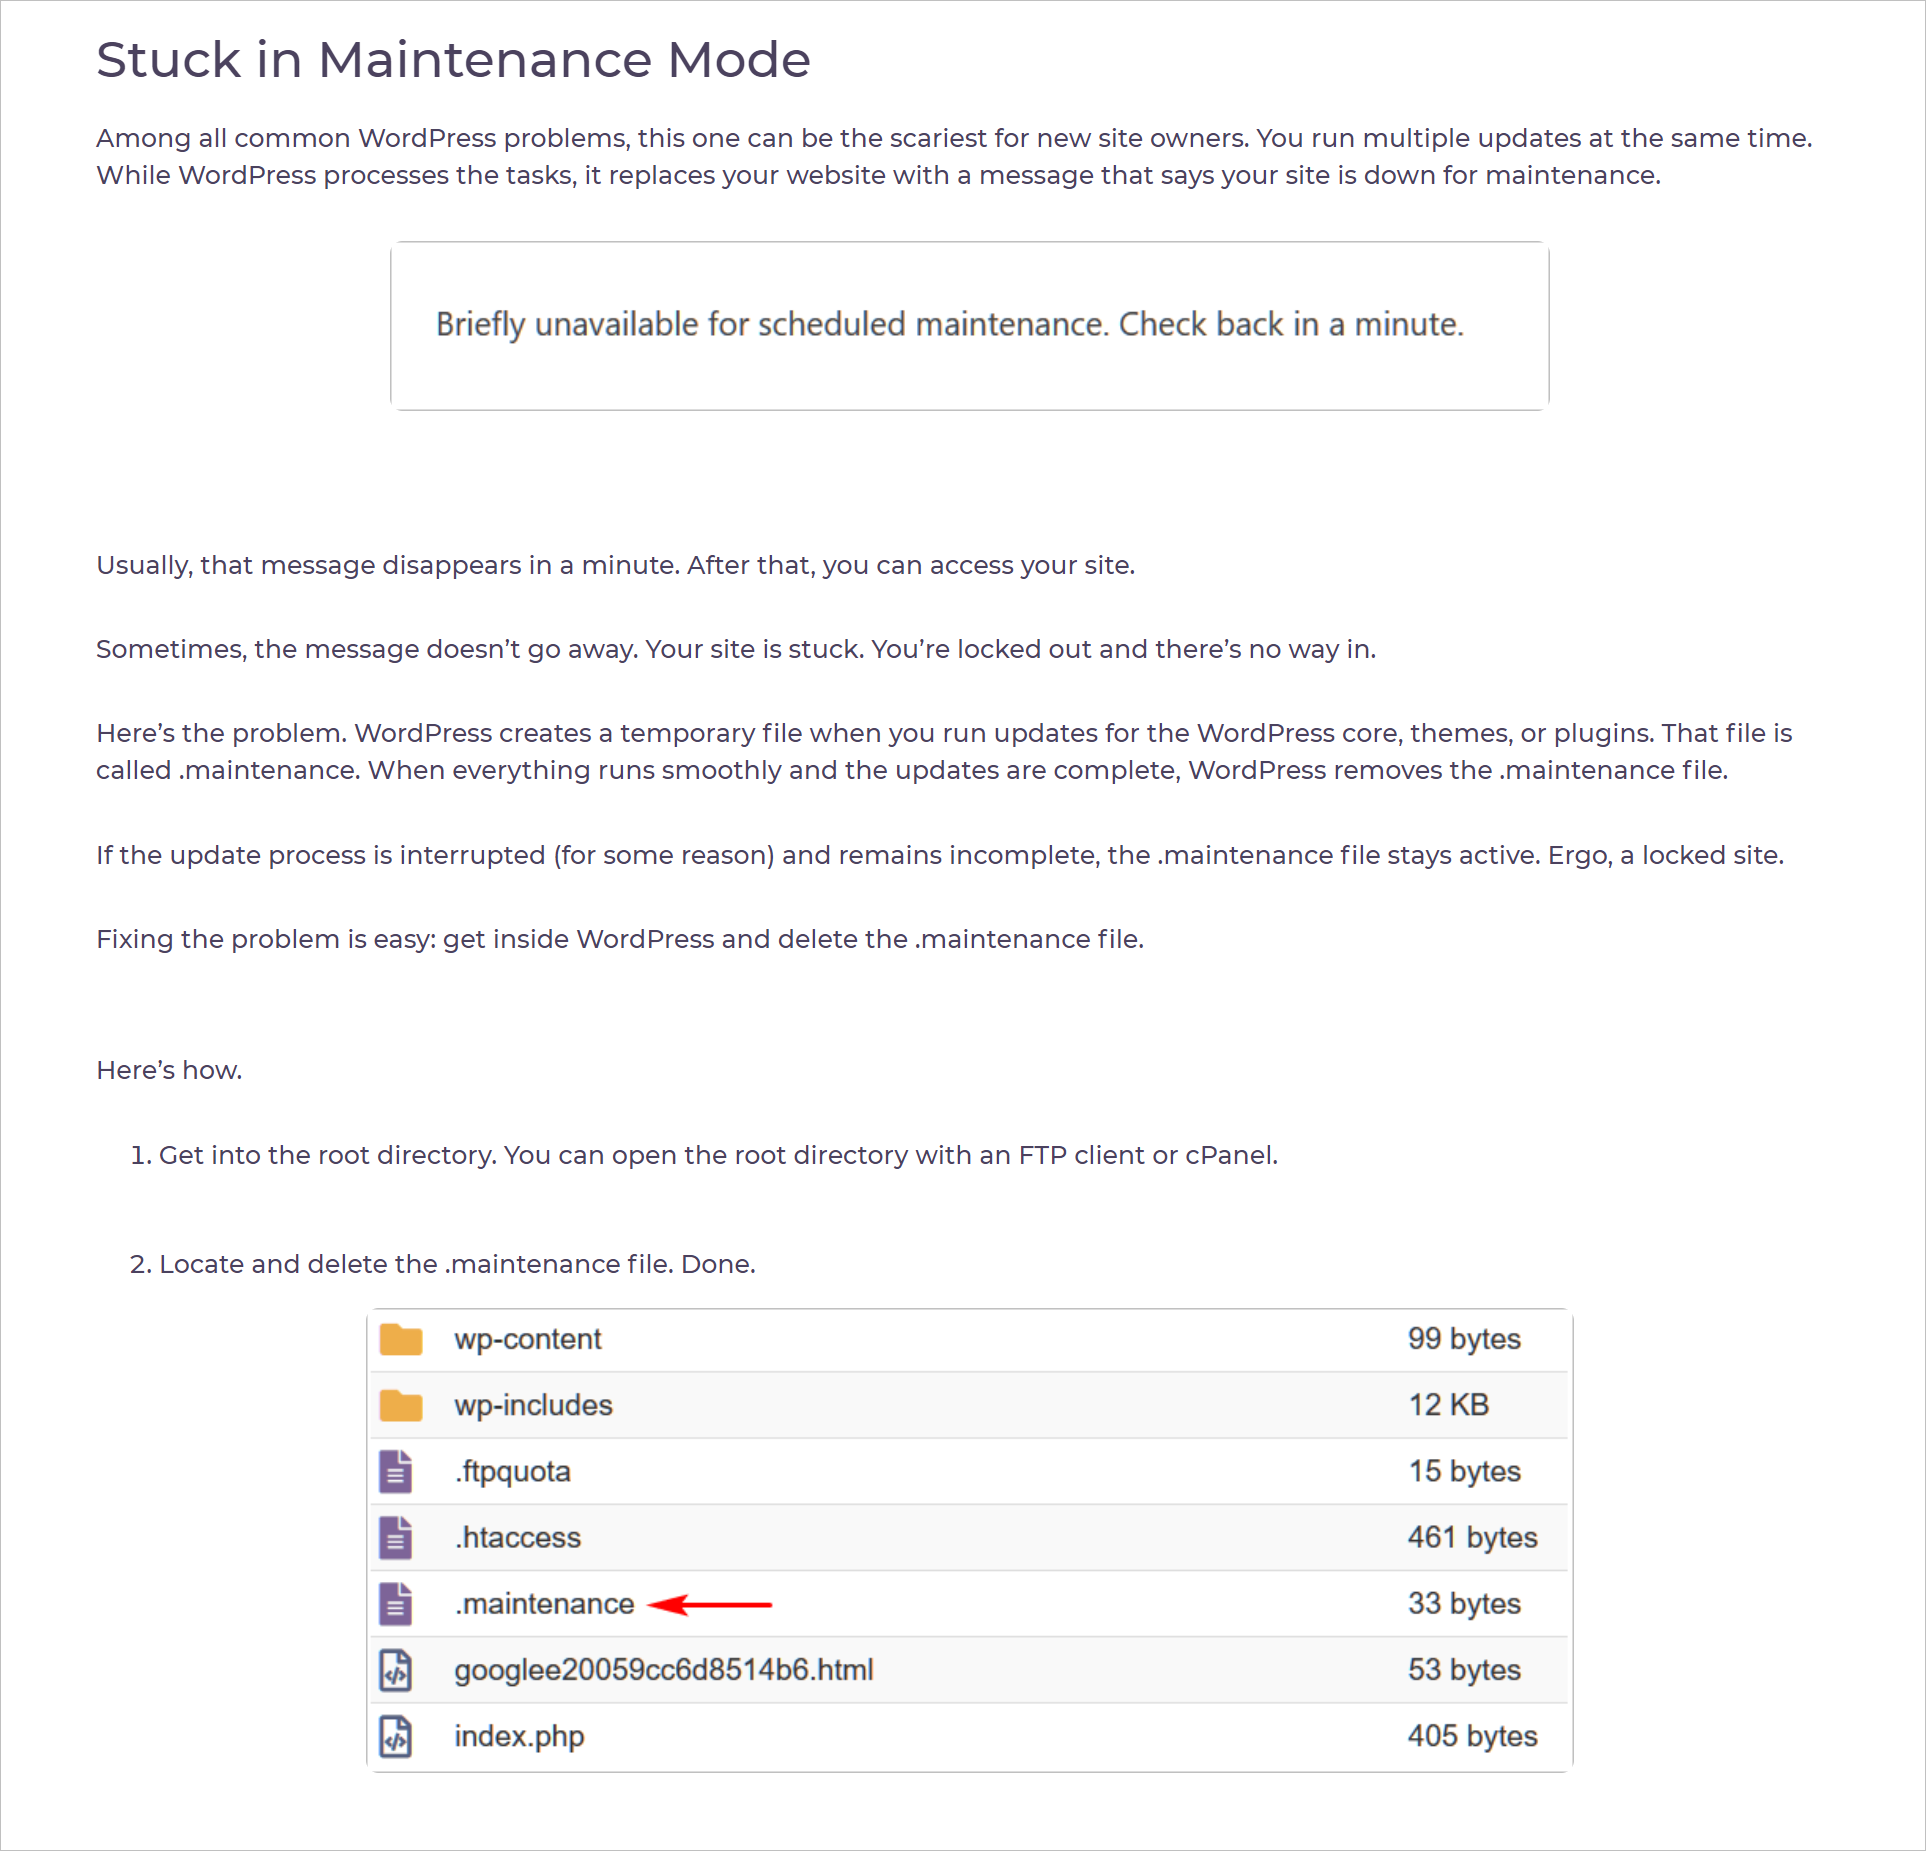 Stuck in Maintenance Mode
Among all common WordPress problems, this one can be the scariest for new site owners. You run multiple updates at the same time.
While WordPress processes the tasks, it replaces your website with a message that says your site is down for maintenance.
Briefly unavailable for scheduled maintenance. Check back in a minute.
Usually, that message disappears in a minute. After that, you can access your site.
Sometimes, the message doesn’t go away. Your site is stuck. You’re locked out and there’s no way in.
Here’s the problem. WordPress creates a temporary file when you run updates for the WordPress core, themes, or plugins. That file is
called .maintenance. When everything runs smoothly and the updates are complete, WordPress removes the .maintenance file.
If the update process is interrupted (for some reason) and remains incomplete, the .maintenance file stays active. Ergo, a locked site.
Fixing the problem is easy: get inside WordPress and delete the .maintenance file.
Here’s how.
1. Get into the root directory. You can open the root directory with an FTP client or cPanel.
2. Locate and delete the .maintenance file. Done.
wp-content 99 bytes
wp-includes 12 KB
.ftpquota 15 bytes
.htaccess 461 bytes
.maintenance 33 bytes
googlee20059cc6d8514b6.html 53 bytes
index.php 405 bytes